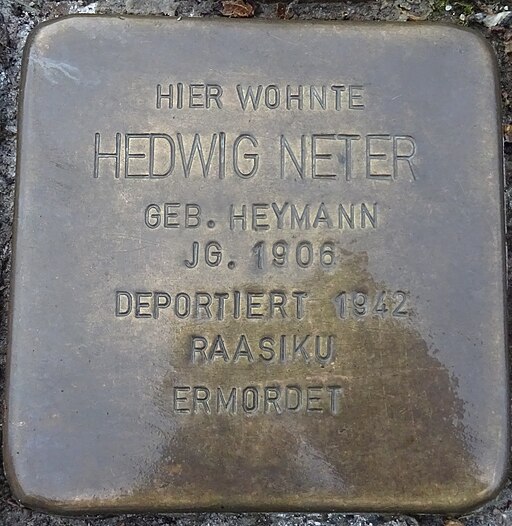 HIER WOHNTE
HEDWIG NETER
GEB. HEYMANN
JG. 1906
DEPORTIERT 1942
RAASIKU
ERMORDET